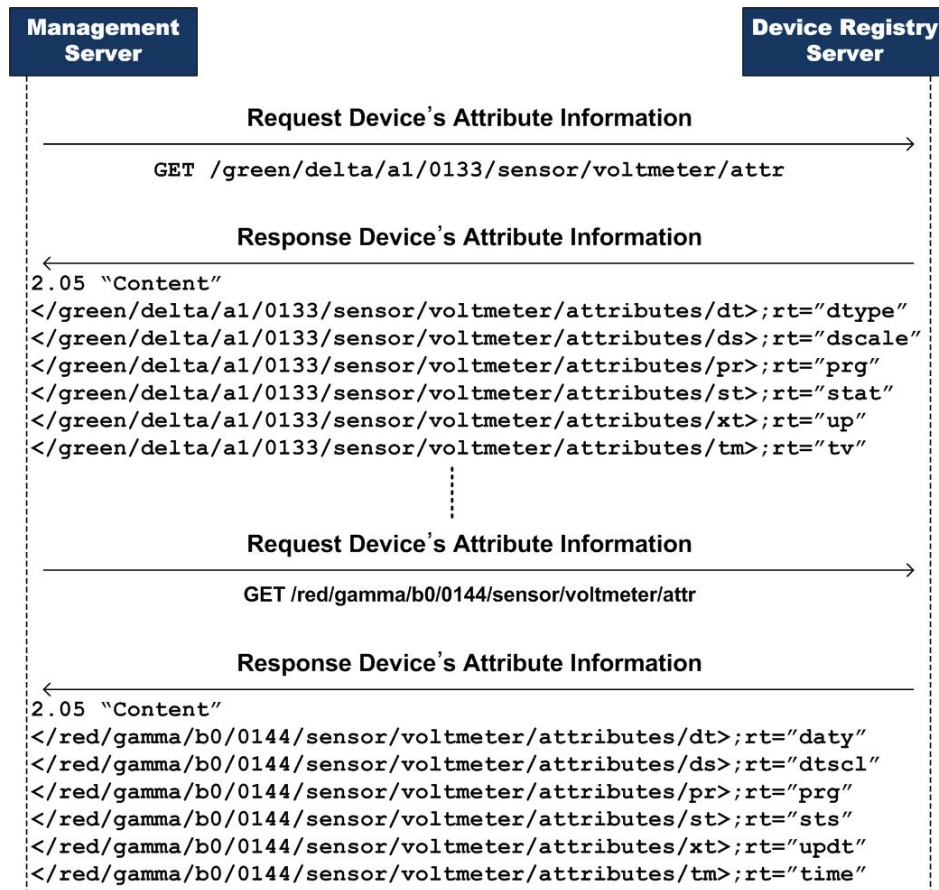 Management
Server
Device Registry
Server
Request Device's Attribute Information
GET /green/delta/a1/0133/sensor/voltmeter/attr
Response Device's Attribute Information
2.05 “Content”
</green/delta/a1/0133/sensor/voltmeter/attributes/dt>;rt=”dtype”
</green/delta/a1/0133/sensor/voltmeter/attributes/ds>;rt=”dscale”
</green/delta/a1/0133/sensor/voltmeter/attributes/pr>;rt=”prg”
</green/delta/a1/0133/sensor/voltmeter/attributes/st>;rt=”stat”
</green/delta/a1/0133/sensor/voltmeter/attributes/xt>;rt=”up”
</green/delta/a1/0133/sensor/voltmeter/attributes/tm>;rt=”tv”
Request Device's Attribute Information
GET /red/gamma/b0/0144/sensor/voltmeter/attr
Response Device's Attribute Information
2.05 “Content”
</red/gamma/b0/0144/sensor/voltmeter/attributes/dt>;rt=”daty”
</red/gamma/b0/0144/sensor/voltmeter/attributes/ds>;rt=”dtscl”
</red/gamma/b0/0144/sensor/voltmeter/attributes/pr>;rt=”prg”
</red/gamma/b0/0144/sensor/voltmeter/attributes/st>;rt=”sts”
</red/gamma/b0/0144/sensor/voltmeter/attributes/xt>;rt=”updt”
</red/gamma/b0/0144/sensor/voltmeter/attributes/tm>;rt=”time”